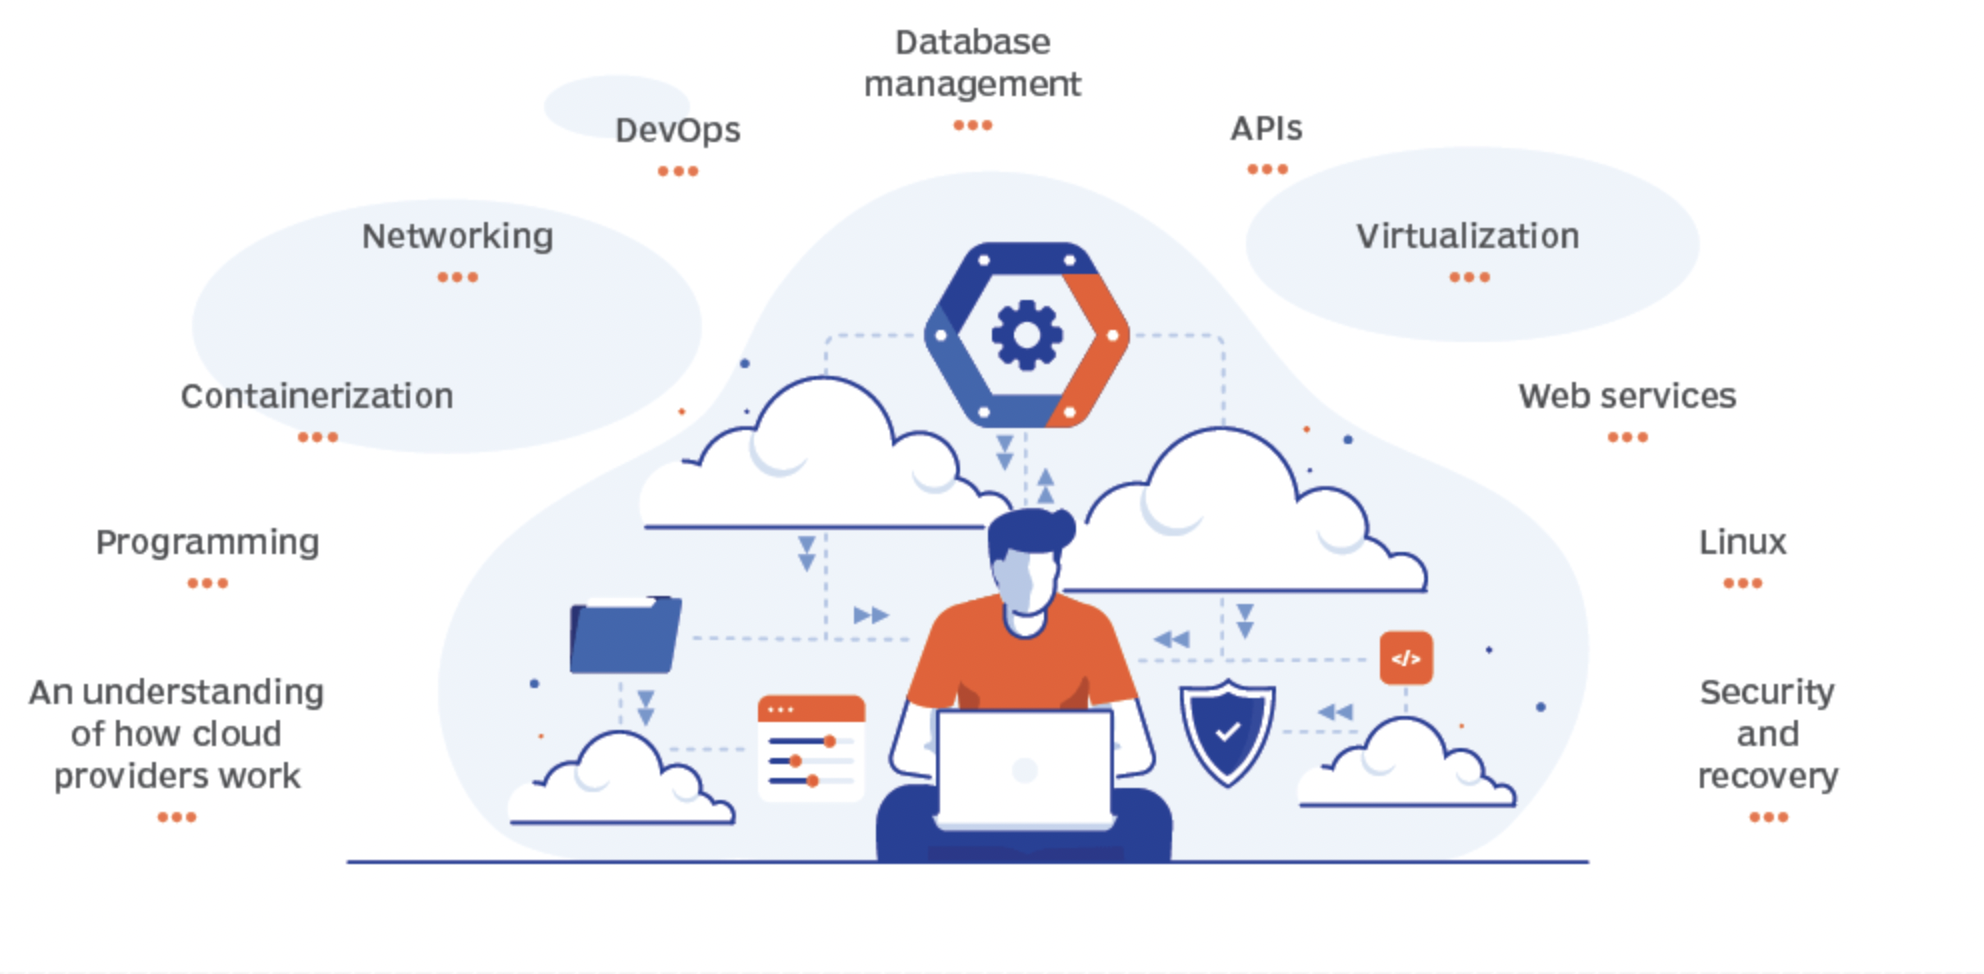 Database
management
DevOps
APIs
Networking
Virtualization
Containerization
Web services
Programming
Linux
An understanding
of how cloud
providers work
Security
and
recovery
</>